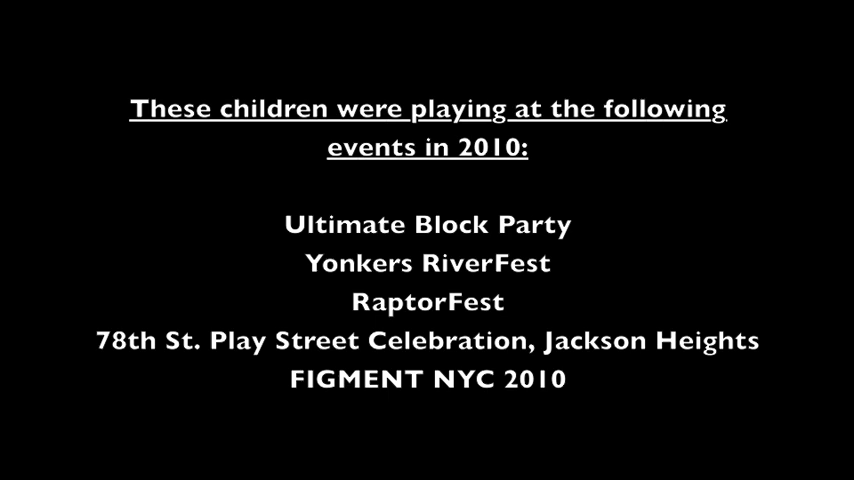 These children were playing at the following
events in 2010:
Ultimate Block Party
Yonkers RiverFest
RaptorFest
78th St. Play Street Celebration, Jackson Heights
FIGMENT NYC 2010